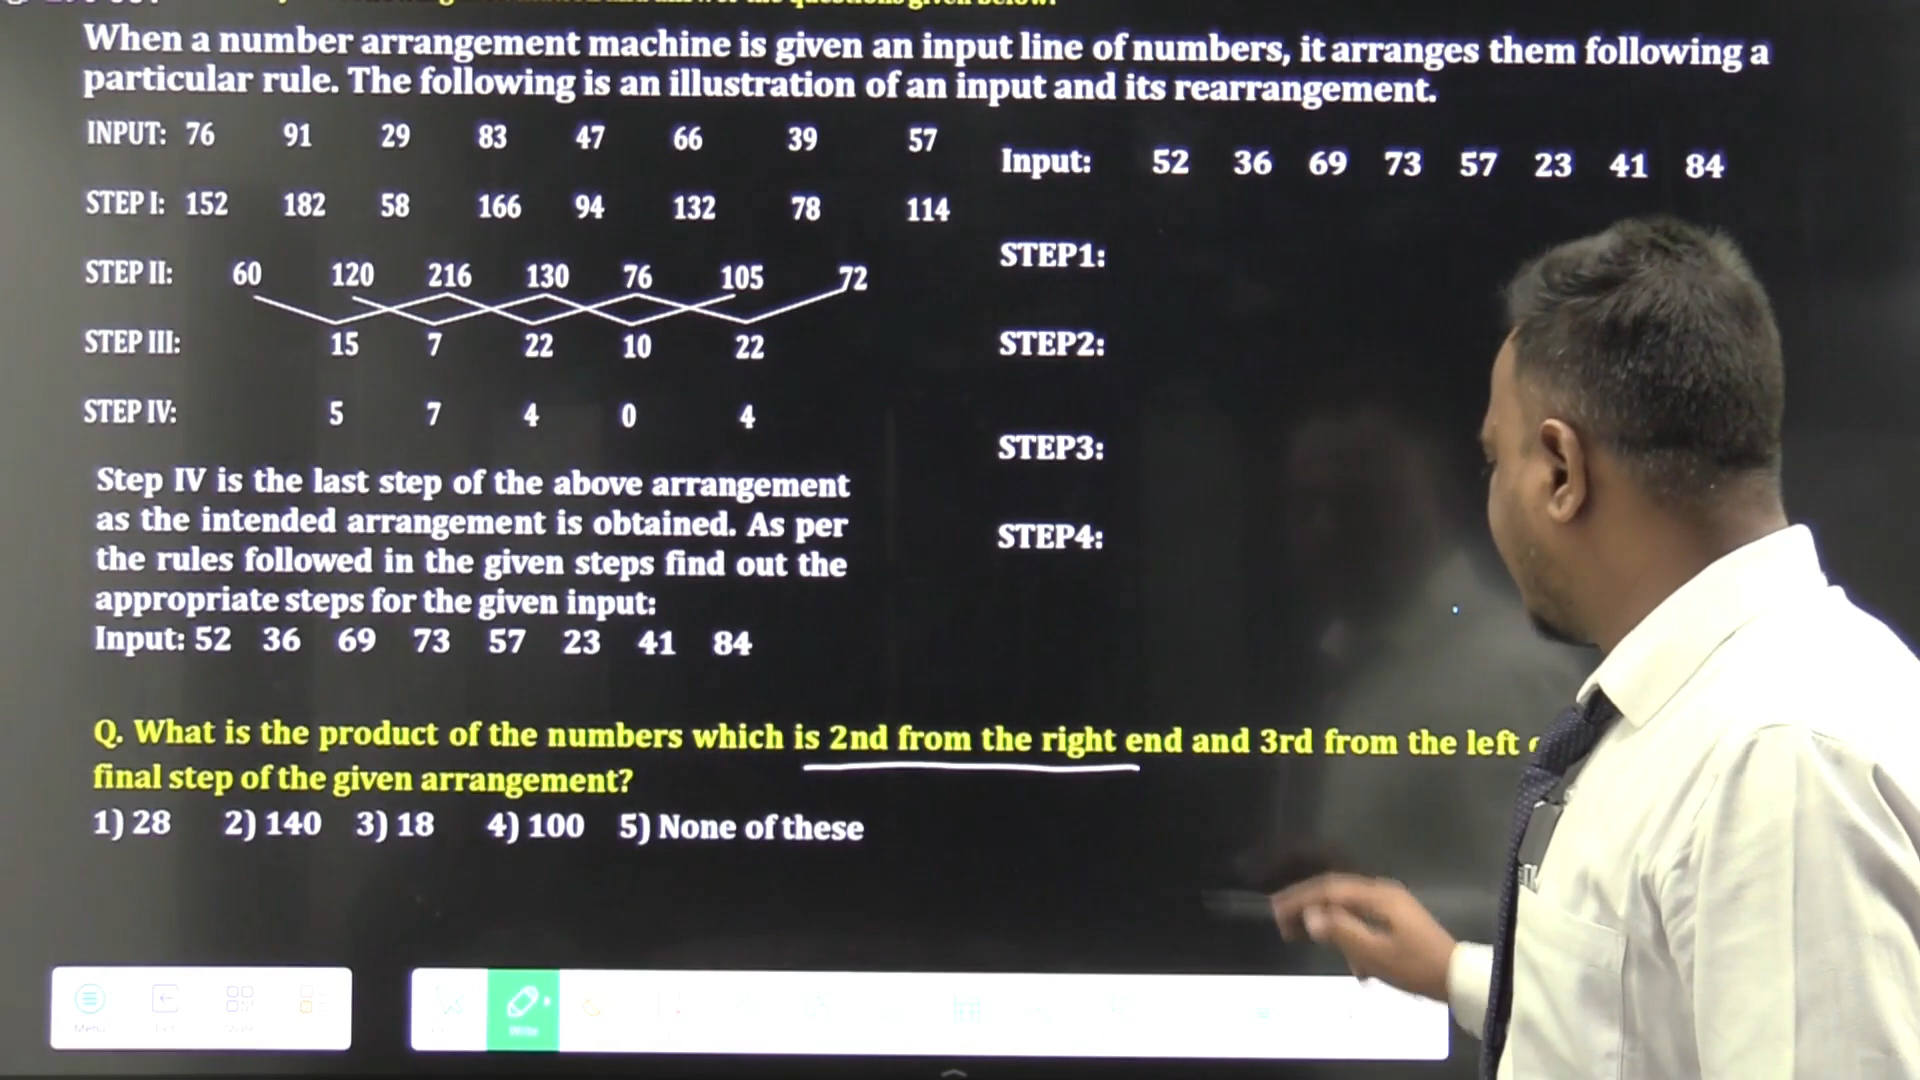 When a number arrangement machine is given an input line of numbers, it arranges them following a
particular rule. The following is an illustration of an input and its rearrangement.
INPUT: 76 91 29 83 47 66 39 57
STEP I: 152 182 58 166 94 132 78 114
STEP II: 60 120 216 130 76 105 72
STEP III: 15 7 22 10 22
STEP IV: 5 7 4 0 4
Step IV is the last step of the above arrangement
as the intended arrangement is obtained. As per
the rules followed in the given steps find out the
appropriate steps for the given input:
Input: 52 36 69 73 57 23 41 84
Input: 52 36 69 73 57 23 41 84
STEP1:
STEP2:
STEP3:
STEP4:
Q. What is the product of the numbers which is 2nd from the right end and 3rd from the left
final step of the given arrangement?
1) 28 2) 140 3) 18 4) 100 5) None of these